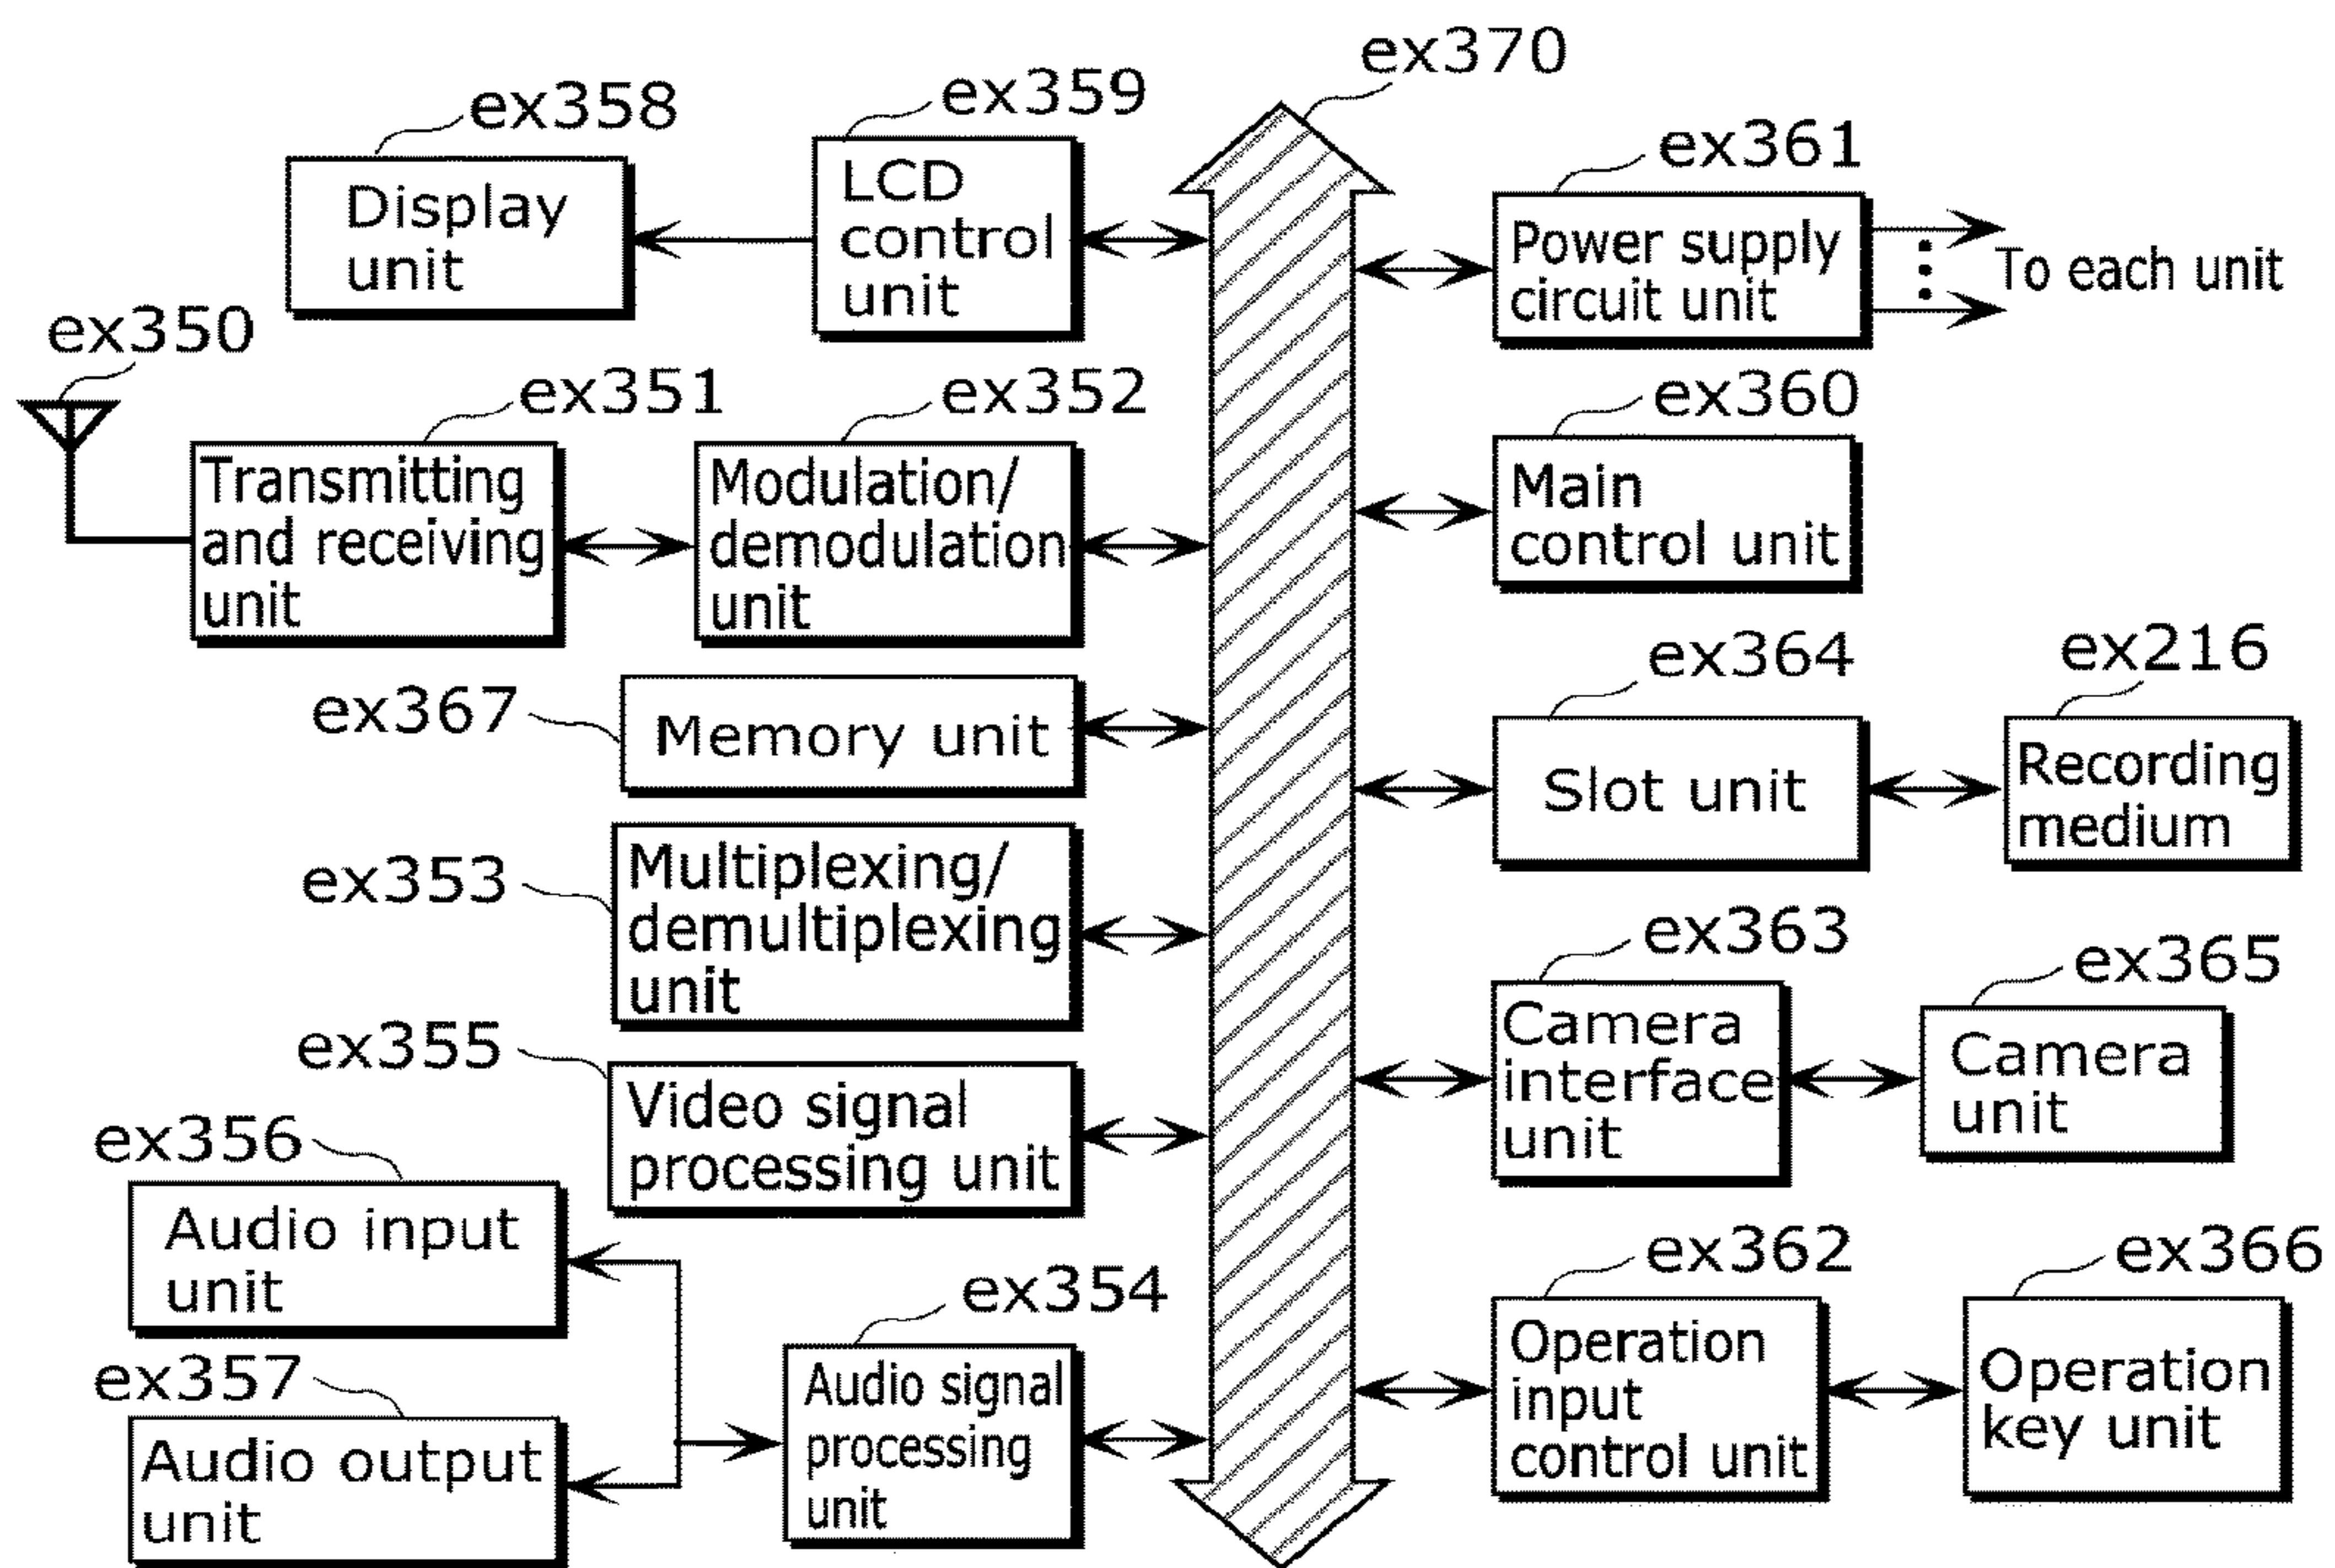 ex370
ex358
ex359
Display
unit
LCD
control
unit
ex361
Power supply
circuit unit
To each unit
ex350
ex351
ex352
Transmitting
and receiving
unit
Modulation/
demodulation
unit
ex360
Main
control unit
ex367
Memory unit
ex364
Slot unit
ex216
Recording
medium
ex353
Multiplexing/
demultiplexing
unit
ex363
Camera
interface
unit
ex365
Camera
unit
ex355
Video signal
processing unit
ex356
Audio input
unit
ex357
Audio output
unit
ex354
Audio signal
processing
unit
ex362
Operation
input
control unit
ex366
Operation
key unit